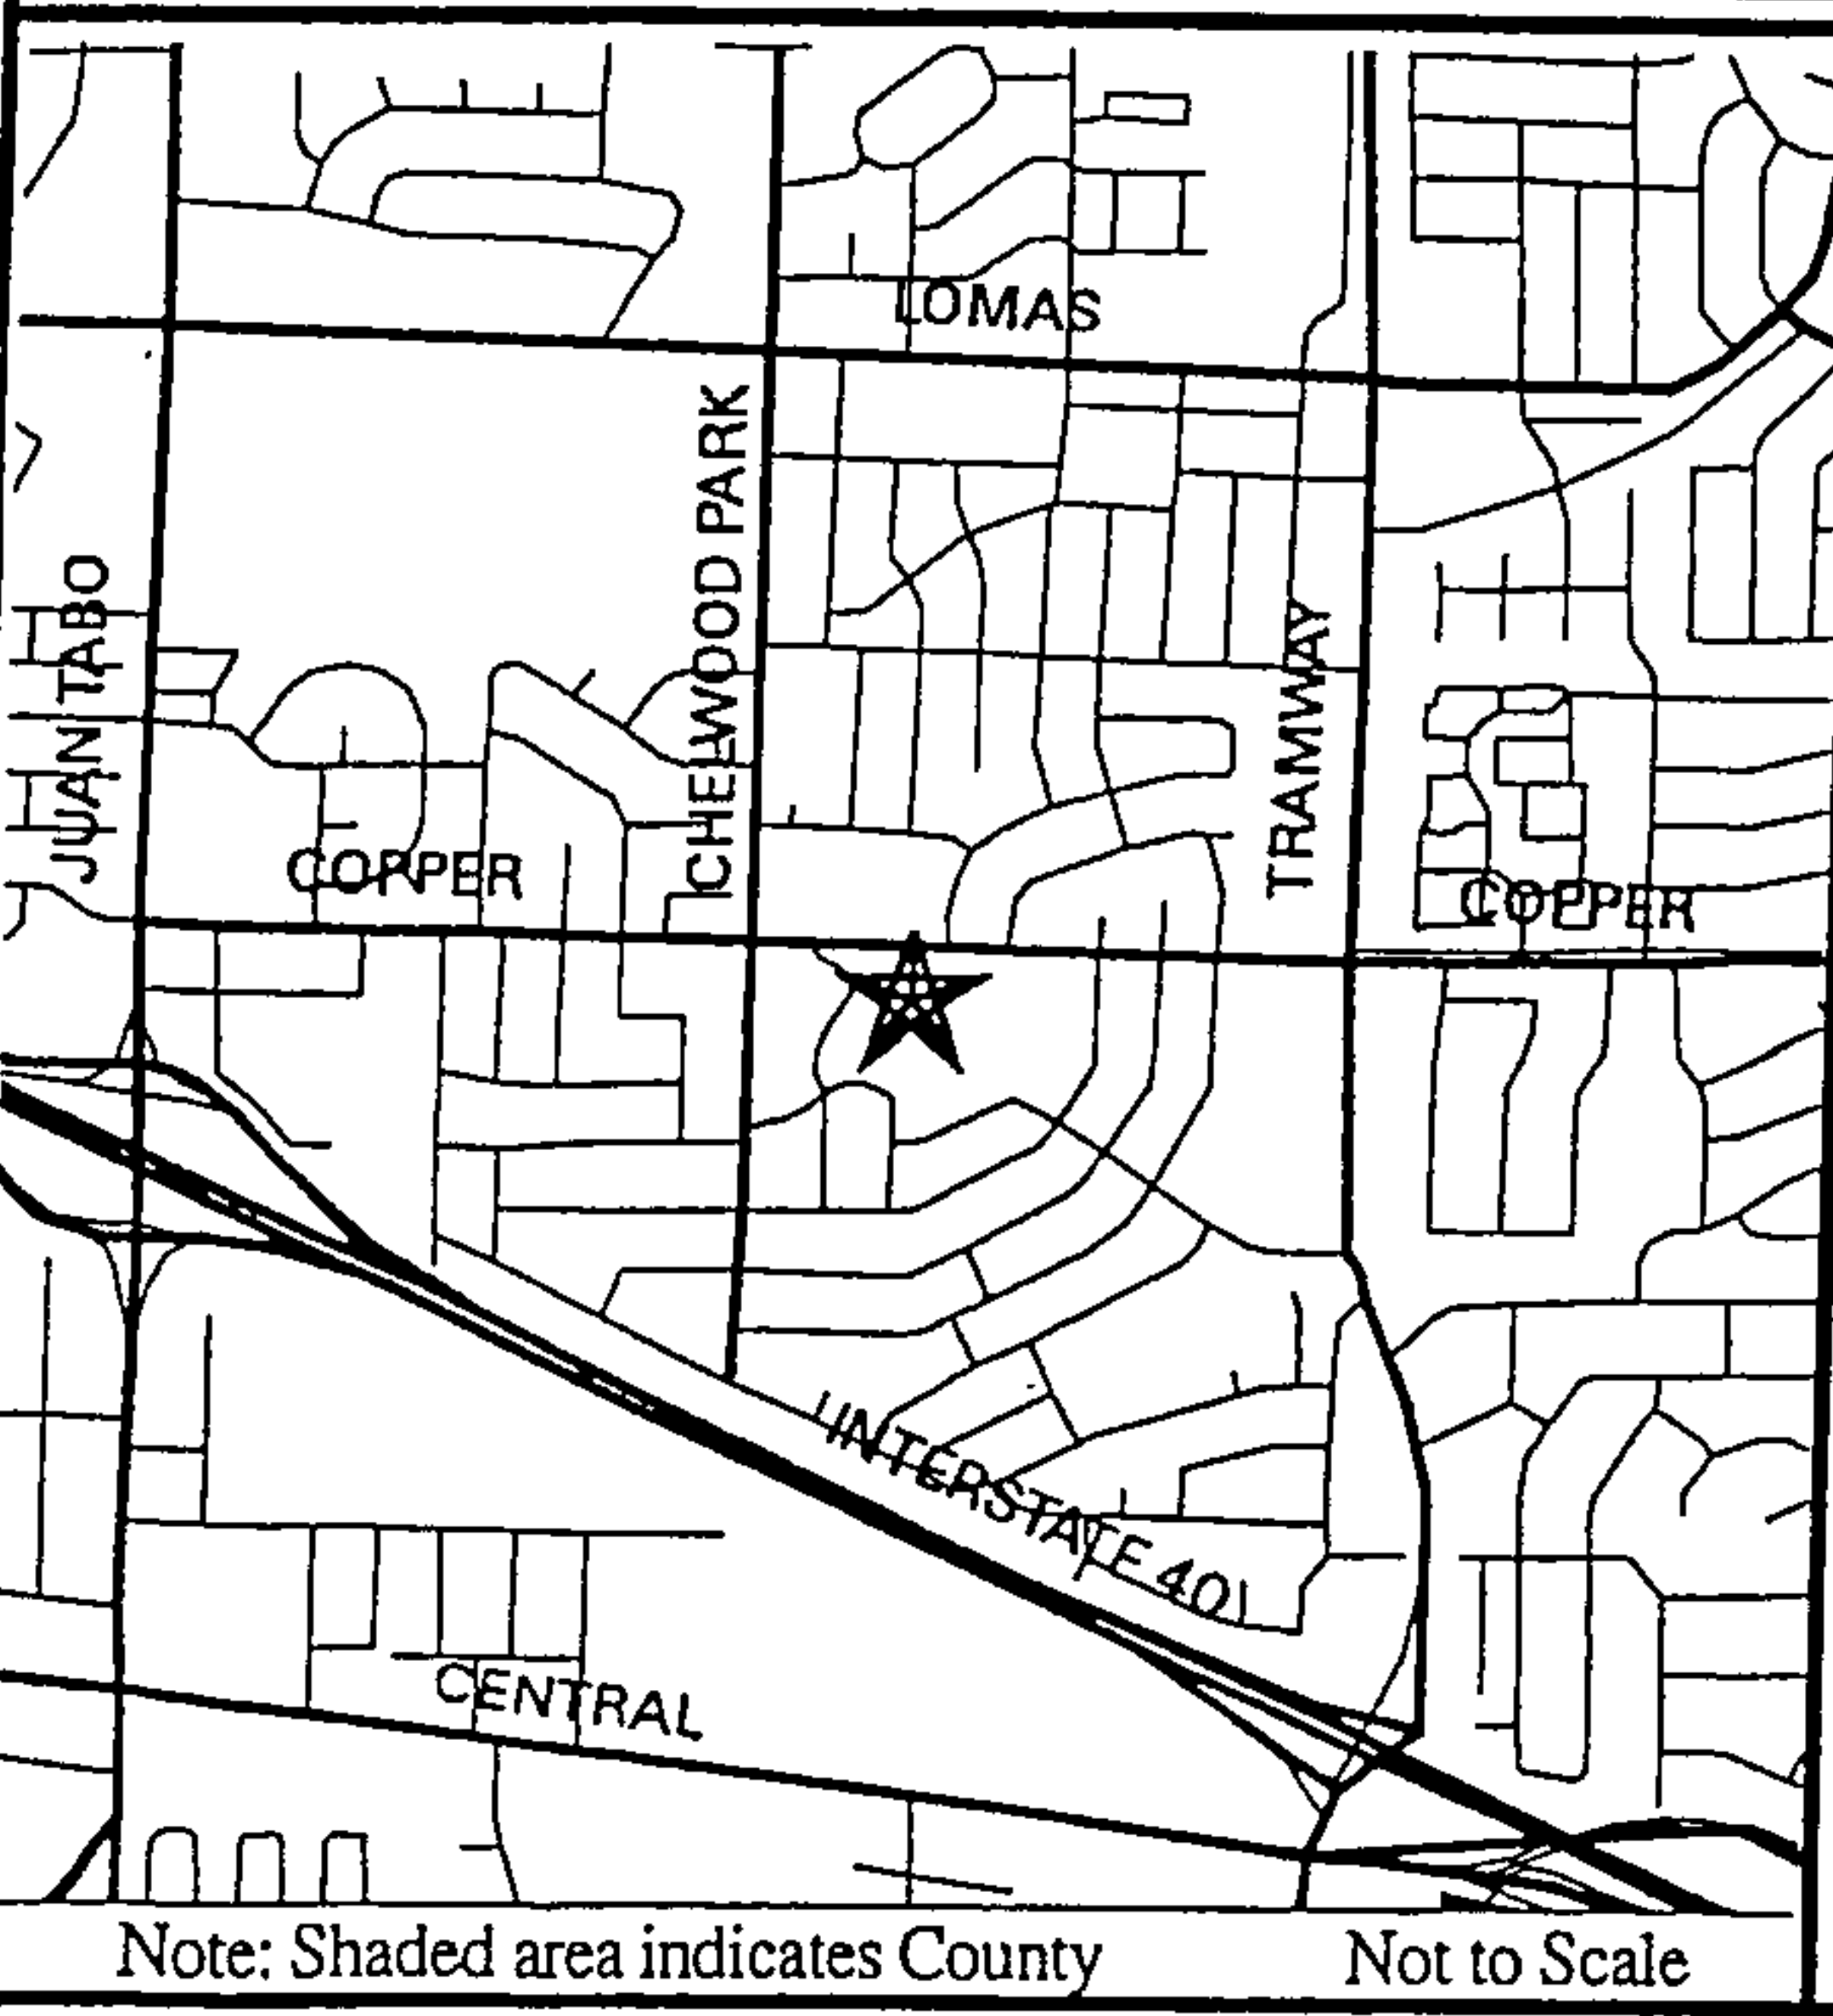 LOMAS
CHELWOOD PARK
JUAN TABO
TRAMWAY
COPPER
COPPER
INTERSTATE 40
CENTRAL
Note: Shaded area indicates County
Not to Scale